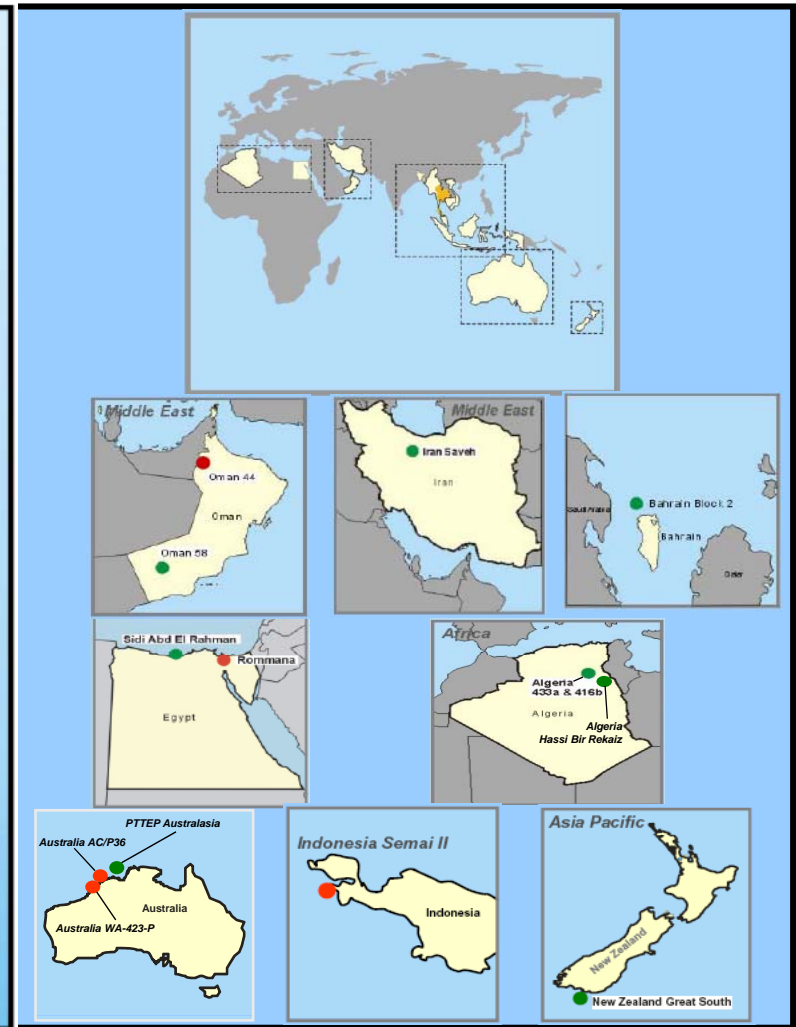 Middle East
Oman 44
Oman
Oman 58
Middle East
Iran Saveh
Iran
Saudi Arabia
Bahrain Block 2
Bahrain
Qatar
Sidi Abd El Rahman
Rommana
Egypt
Africa
Algeria
433a & 416b
Algeria
Algeria
Hassi Bir Rekaiz
PTTEP Australasia
Australia AC/P36
Australia
Australia WA-423-P
Indonesia Semai II
Indonesia
Asia Pacific
New Zealand
New Zealand Great South